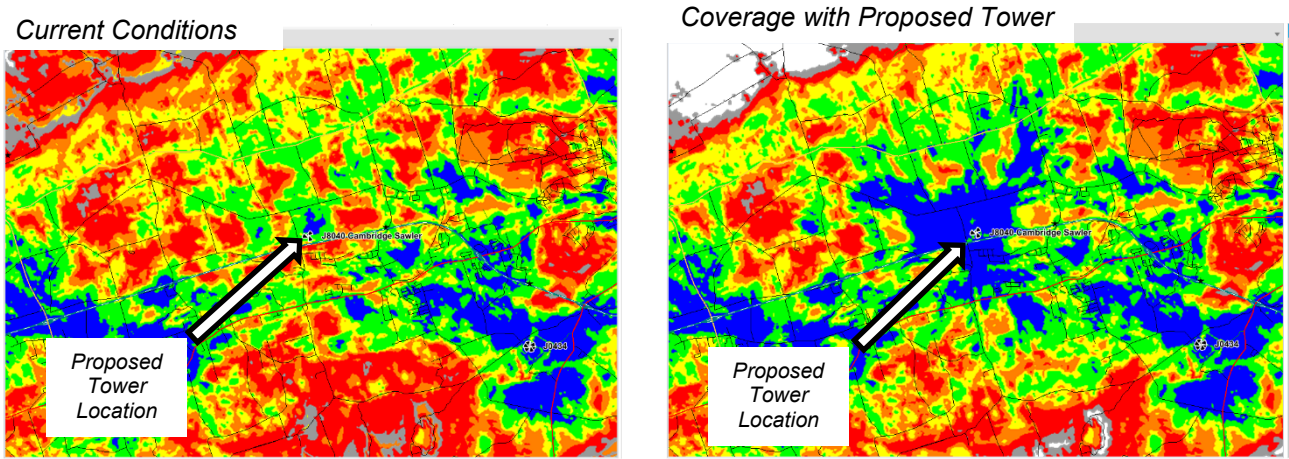 Current Conditions
J8040-Cambridge Sawler
J0434
Proposed
Tower
Location
Coverage with Proposed Tower
J8040-Cambridge Sawler
J0434
Proposed
Tower
Location